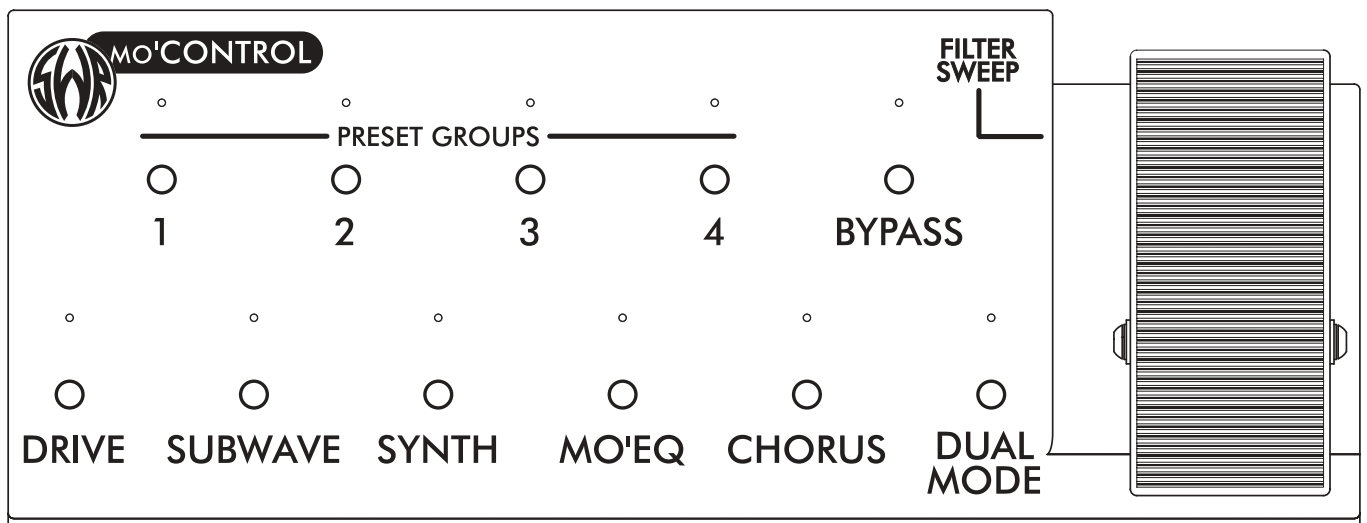 SWR MO'CONTROL
FILTER
SWEEP
PRESET GROUPS
1 2 3 4 BYPASS
DRIVE SUBWAVE SYNTH MO'EQ CHORUS DUAL
MODE